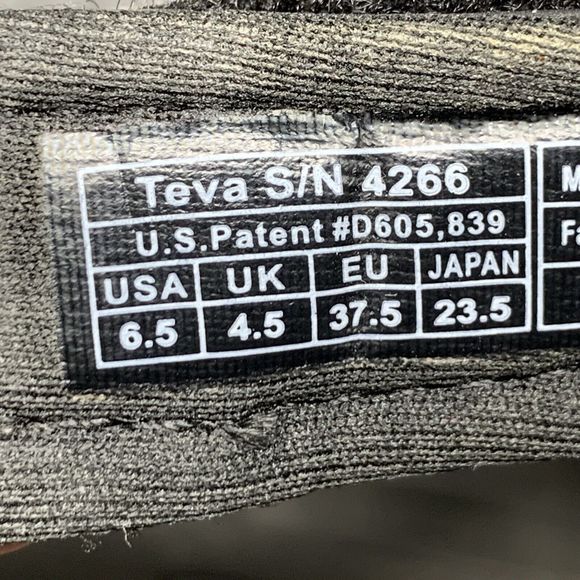 Teva S/N 4266
U.S.Patent #D605,839
USA UK EU JAPAN
6.5 4.5 37.5 23.5